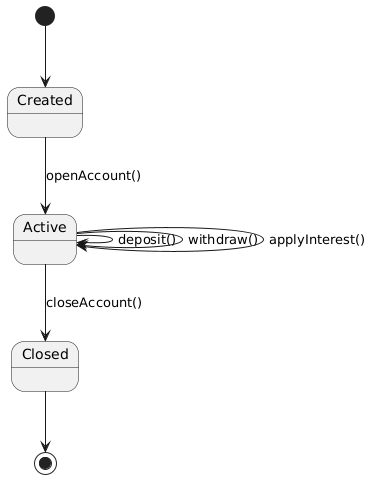 Created
openAccount()
Active
deposit()
withdraw()
applyInterest()
closeAccount()
Closed